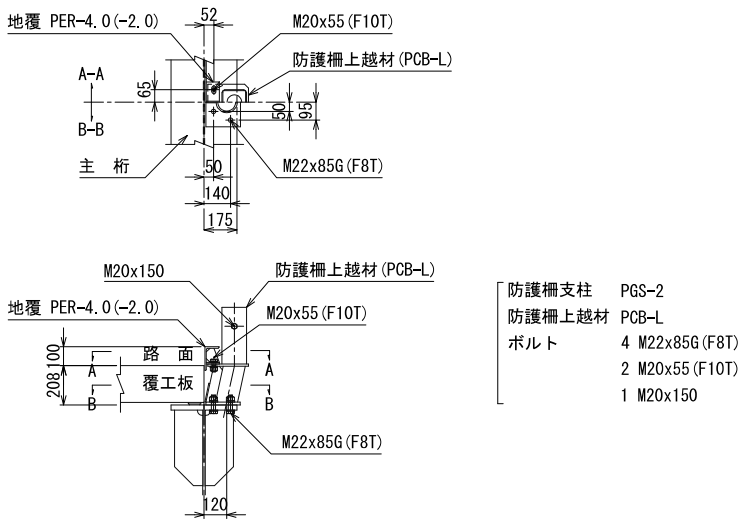 地覆 PER-4.0(-2.0)
52
M20x55(F10T)
防護柵上越材(PCB-L)
A-A
65
B-B
50
95
主 桁
50
M22x85G(F8T)
140
175
M20x150
防護柵上越材(PCB-L)
地覆 PER-4.0(-2.0)
M20x55(F10T)
100
路 面
A
A
208
覆工板
B
B
M22x85G(F8T)
120
防護柵支柱 PGS-2
防護柵上越材 PCB-L
ボルト 4 M22x85G(F8T)
2 M20x55(F10T)
1 M20x150